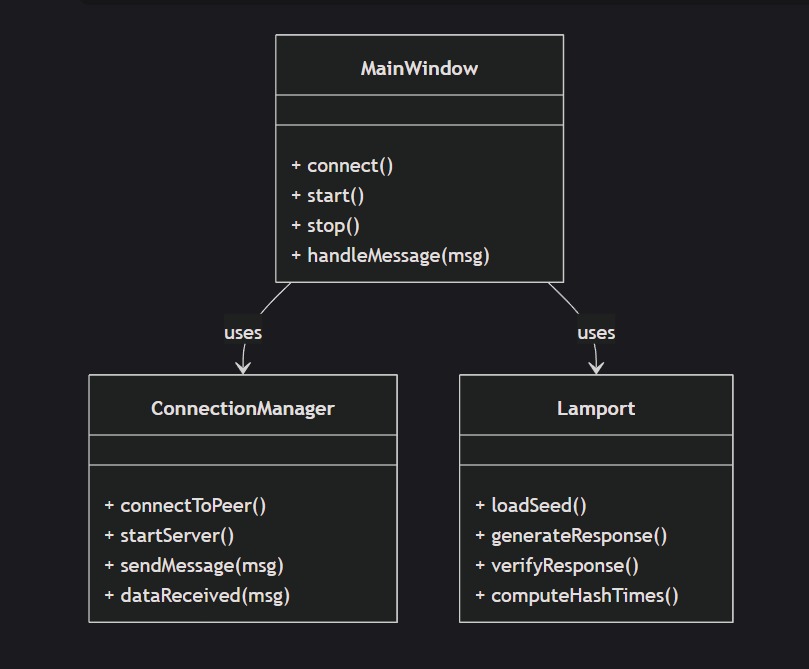 MainWindow
+ connect()
+ start()
+ stop()
+ handleMessage(msg)
uses
uses
ConnectionManager
+ connectToPeer()
+ startServer()
+ sendMessage(msg)
+ dataReceived(msg)
Lamport
+ loadSeed()
+ generateResponse()
+ verifyResponse()
+ computeHashTimes()